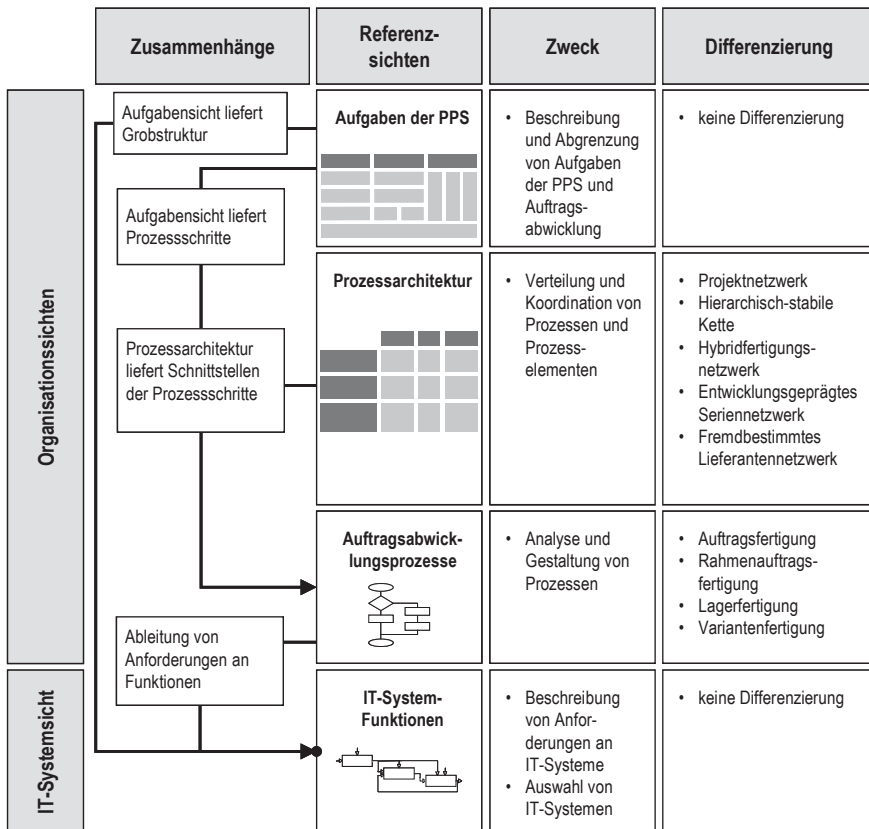 Zusammenhänge
Referenz-
sichten
Zweck
Differenzierung
Organisationssichten
Aufgabensicht liefert
Grobstruktur
Aufgabensicht liefert
Prozessschritte
Prozessarchitektur
liefert Schnittstellen
der Prozessschritte
Ableitung von
Anforderungen an
Funktionen
Aufgaben der PPS
• Beschreibung
und Abgrenzung
von Aufgaben
der PPS und
Auftrags-
abwicklung
• keine Differenzierung
Prozessarchitektur
• Verteilung und
Koordination von
Prozessen und
Prozess-
elementen
• Projektnetzwerk
• Hierarchisch-stabile
Kette
• Hybridfertigungs-
netzwerk
• Entwicklungsgeprägtes
Seriennetzwerk
• Fremdbestimmtes
Lieferantennetzwerk
Auftragsabwick-
lungsprozesse
• Analyse und
Gestaltung von
Prozessen
• Auftragsfertigung
• Rahmenauftrags-
fertigung
• Lagerfertigung
• Variantenfertigung
IT-Systemsicht
IT-System-
Funktionen
• Beschreibung
von Anfor-
derungen an
IT-Systeme
• Auswahl von
IT-Systemen
• keine Differenzierung